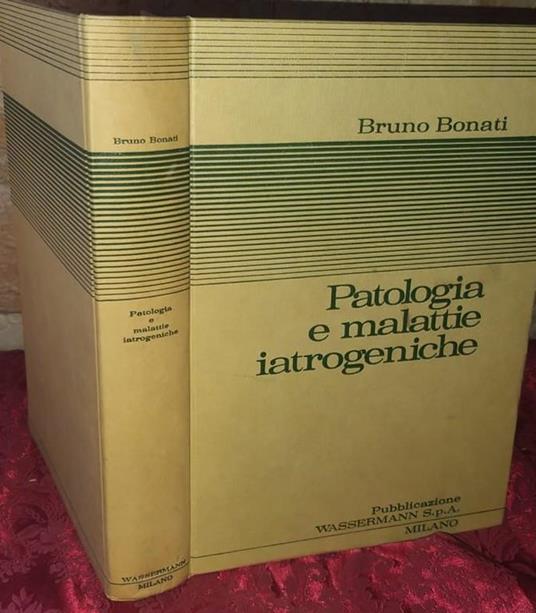 Bruno Bonati
Patologia
e
malattie
iatrogeniche
WASSERMANN
MILANO
Bruno Bonati
Patologia
e malattie
iatrogeniche
Pubblicazione
WASSERMANN S.p.A.
MILANO